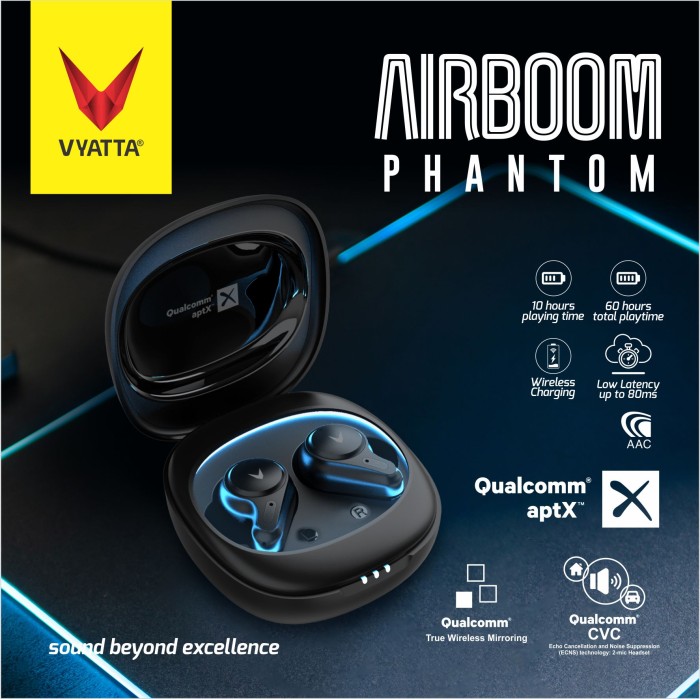 VYATTA®
AIRBOOM
PHANTOM
Qualcomm®
aptX™
10 hours
playing time
60 hours
total playtime
Wireless
Charging
Low Latency
up to 80ms
AAC
Qualcomm®
aptX™
R
Qualcomm®
True Wireless Mirroring
Qualcomm®
CVC
Echo Cancellation and Noise Suppression
(ECNS) technology: 2-mic Headset
sound beyond excellence